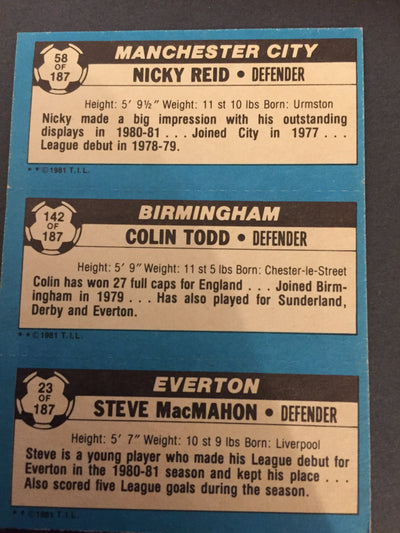 58
OF
187
MANCHESTER CITY
NICKY REID • DEFENDER
Height: 5' 9½" Weight: 11 st 10 lbs Born: Urmston
Nicky made a big impression with his outstanding
displays in 1980-81 . . . Joined City in 1977 . . .
League debut in 1978-79.
* * © 1981 T.I.L.
142
OF
187
BIRMINGHAM
COLIN TODD • DEFENDER
Height: 5' 9" Weight: 11 st 5 lbs Born: Chester-le-Street
Colin has won 27 full caps for England . . . Joined Birm-
ingham in 1979 . . . Has also played for Sunderland,
Derby and Everton.
* * © 1981 T.I.L.
23
OF
187
EVERTON
STEVE MacMAHON • DEFENDER
Height: 5' 7" Weight: 10 st 9 lbs Born: Liverpool
Steve is a young player who made his League debut for
Everton in the 1980-81 season and kept his place . . .
Also scored five League goals during the season.
* * © 1981 T.I.L.